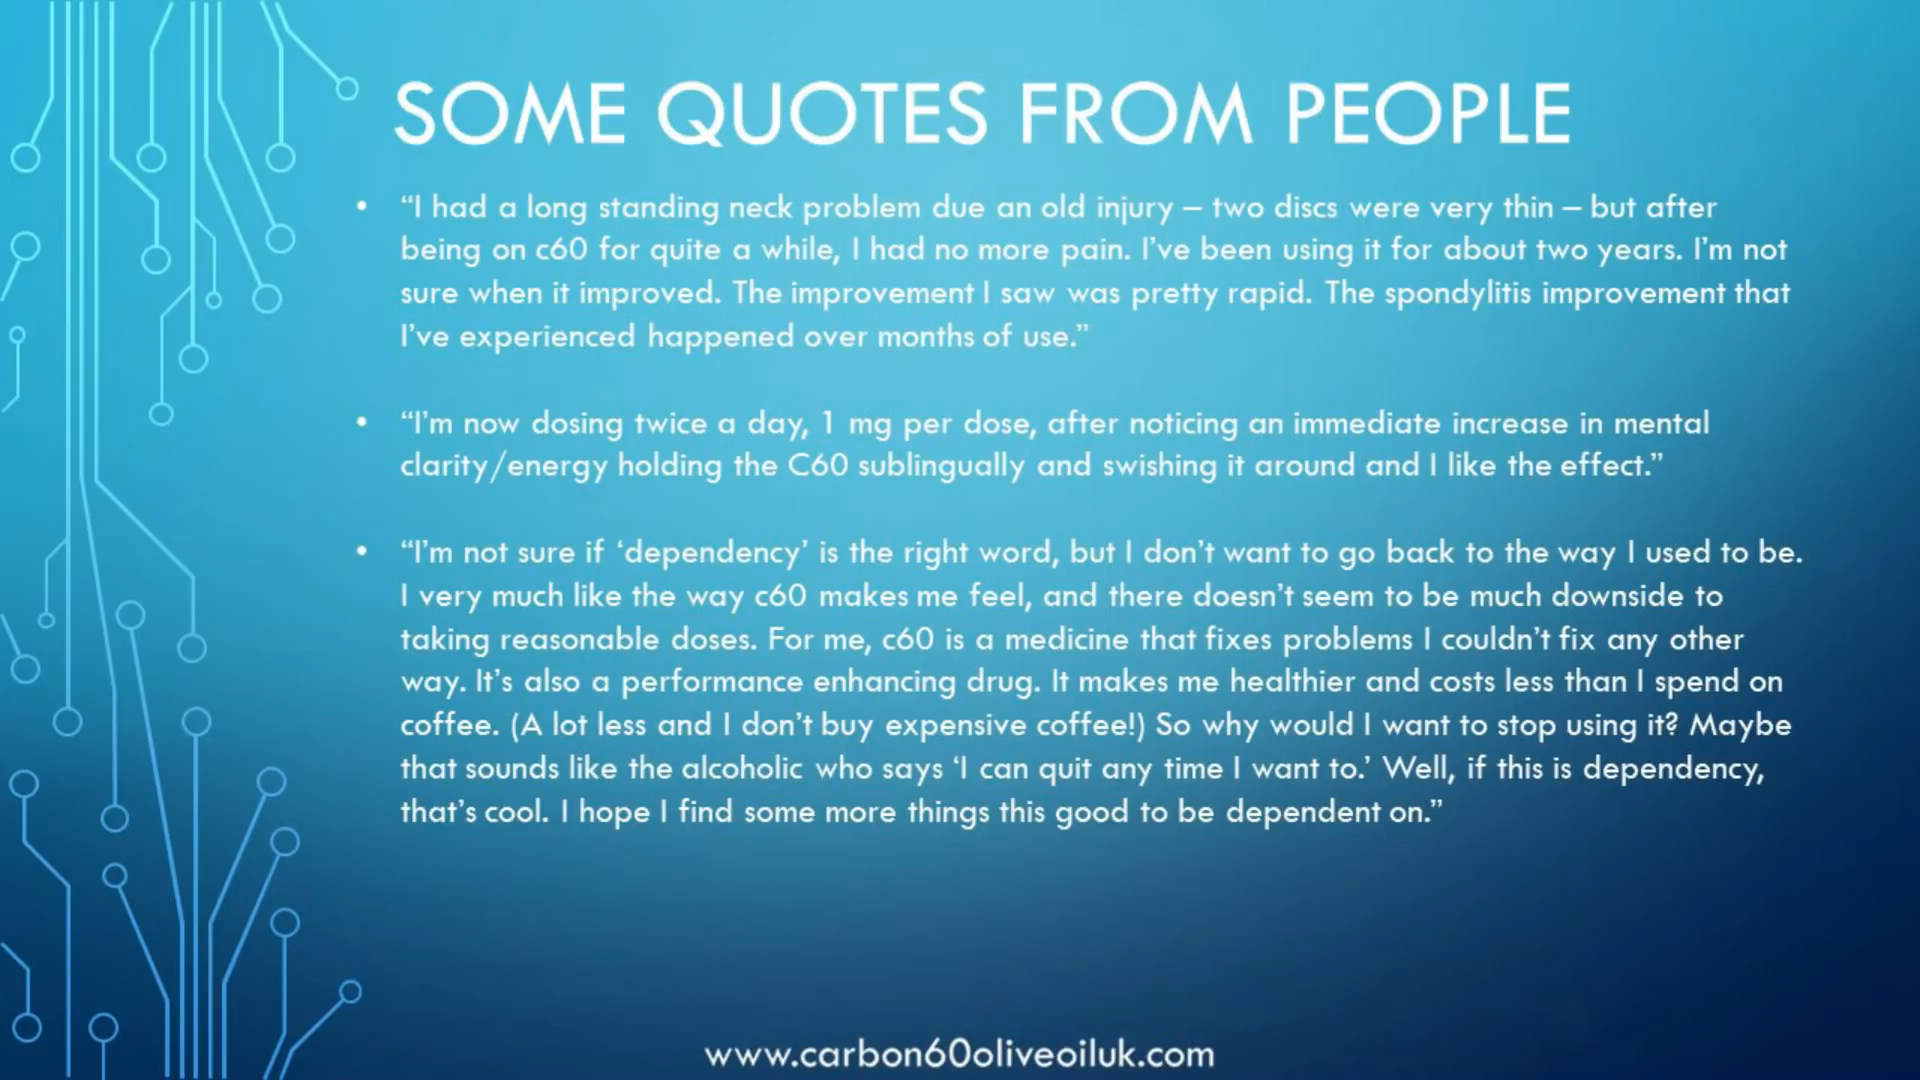 SOME QUOTES FROM PEOPLE
• “I had a long standing neck problem due an old injury – two discs were very thin – but after
being on c60 for quite a while, I had no more pain. I’ve been using it for about two years. I’m not
sure when it improved. The improvement I saw was pretty rapid. The spondylitis improvement that
I’ve experienced happened over months of use.”
• “I’m now dosing twice a day, 1 mg per dose, after noticing an immediate increase in mental
clarity/energy holding the C60 sublingually and swishing it around and I like the effect.”
• “I’m not sure if ‘dependency’ is the right word, but I don’t want to go back to the way I used to be.
I very much like the way c60 makes me feel, and there doesn’t seem to be much downside to
taking reasonable doses. For me, c60 is a medicine that fixes problems I couldn’t fix any other
way. It’s also a performance enhancing drug. It makes me healthier and costs less than I spend on
coffee. (A lot less and I don’t buy expensive coffee!) So why would I want to stop using it? Maybe
that sounds like the alcoholic who says ‘I can quit any time I want to.’ Well, if this is dependency,
that’s cool. I hope I find some more things this good to be dependent on.”
www.carbon60oliveoiluk.com